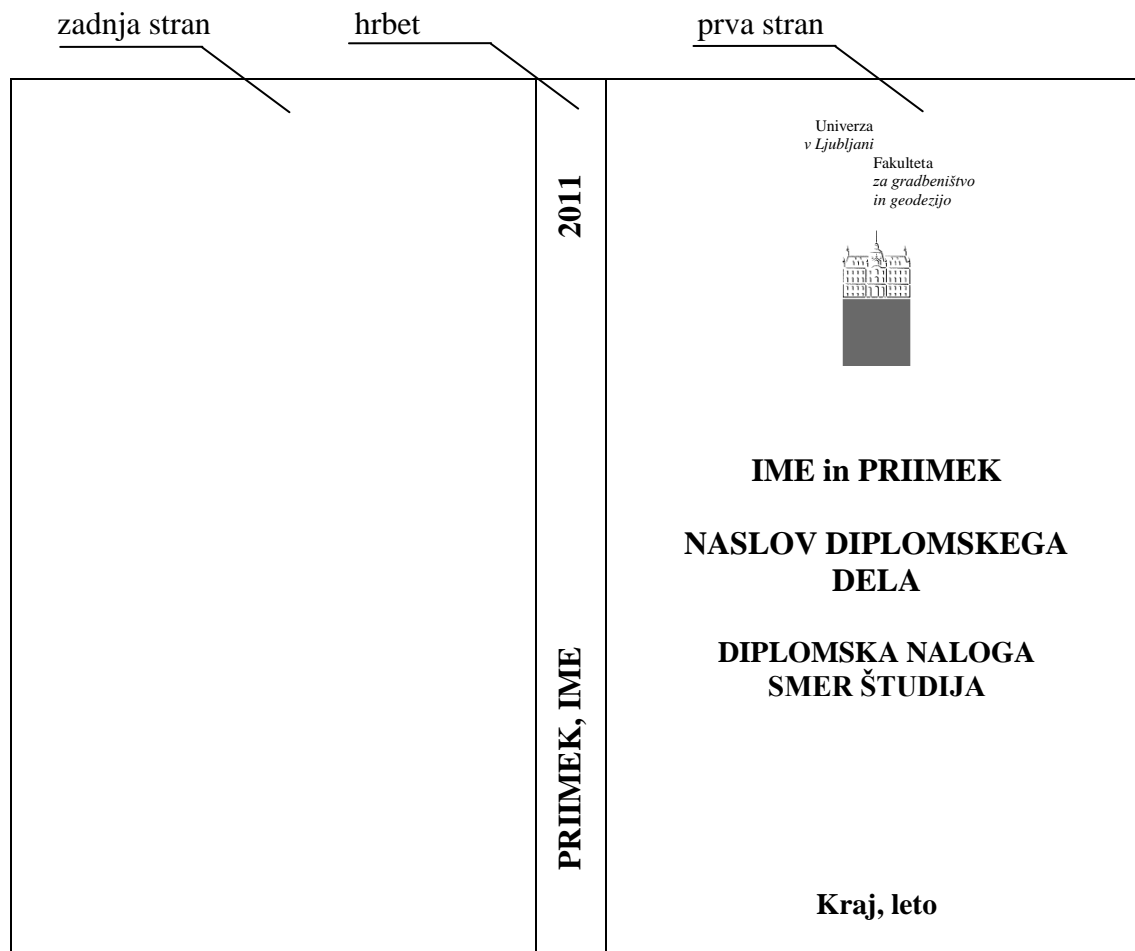 zadnja stran
hrbet
prva stran
2011
PRIIMEK, IME
Univerza
v Ljubljani
Fakulteta
za gradbeništvo
in geodezijo
IME in PRIIMEK
NASLOV DIPLOMSKEGA
DELA
DIPLOMSKA NALOGA
SMER ŠTUDIJA
Kraj, leto